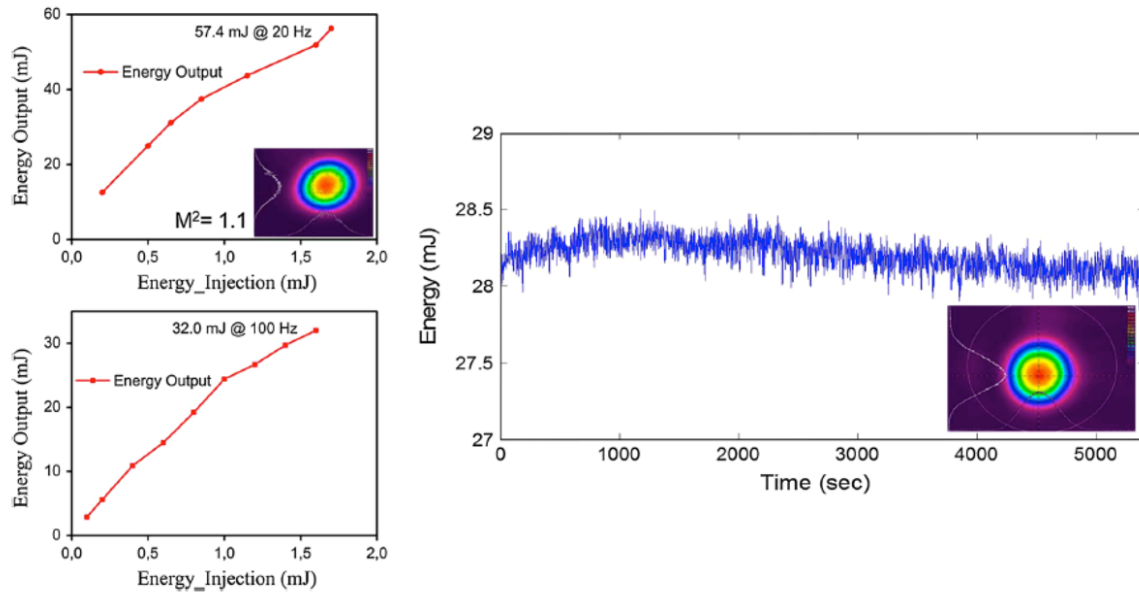 60
57.4 mJ @ 20 Hz
Energy Output
40
20
0
M²= 1.1
0,0 0,5 1,0 1,5 2,0
Energy_Injection (mJ)
Energy Output (mJ)
32.0 mJ @ 100 Hz
30
Energy Output
20
10
0
0,0 0,5 1,0 1,5 2,0
Energy_Injection (mJ)
Energy Output (mJ)
29
28.5
28
27.5
27
Energy (mJ)
0 1000 2000 3000 4000 5000
Time (sec)